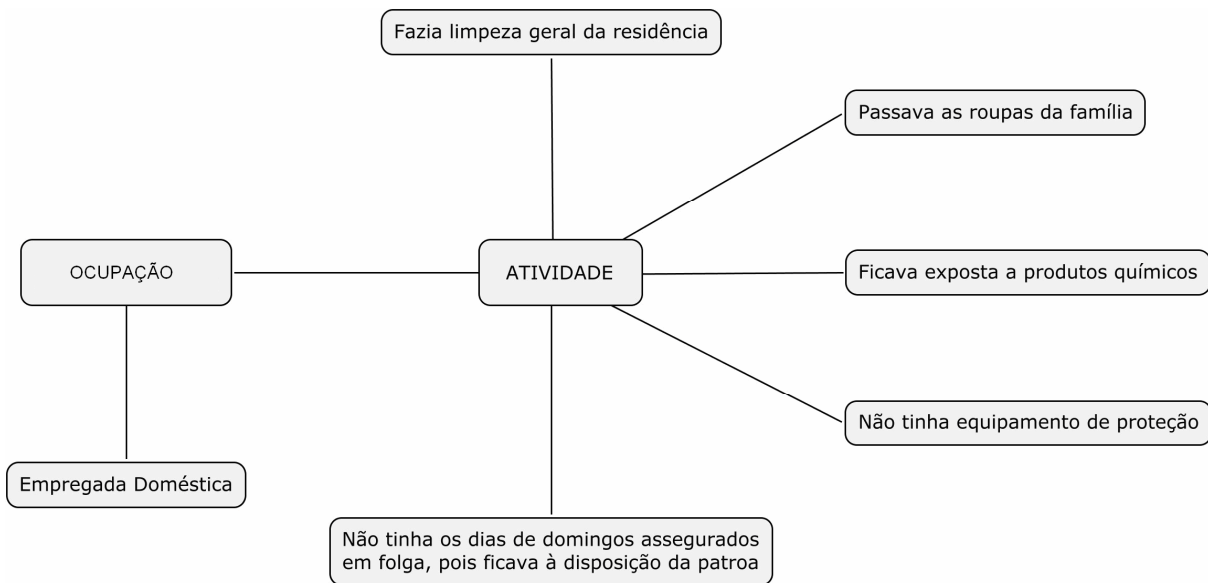 Fazia limpeza geral da residência
Passava as roupas da família
OCUPAÇÃO
ATIVIDADE
Ficava exposta a produtos químicos
Não tinha equipamento de proteção
Empregada Doméstica
Não tinha os dias de domingos assegurados
em folga, pois ficava à disposição da patroa